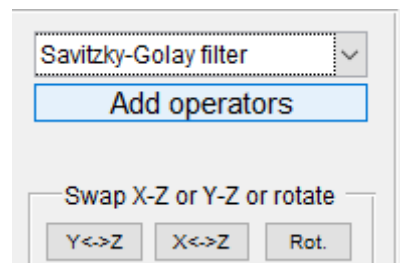 Savitzky-Golay filter
Add operators
Swap X-Z or Y-Z or rotate
Y<->Z X<->Z Rot.